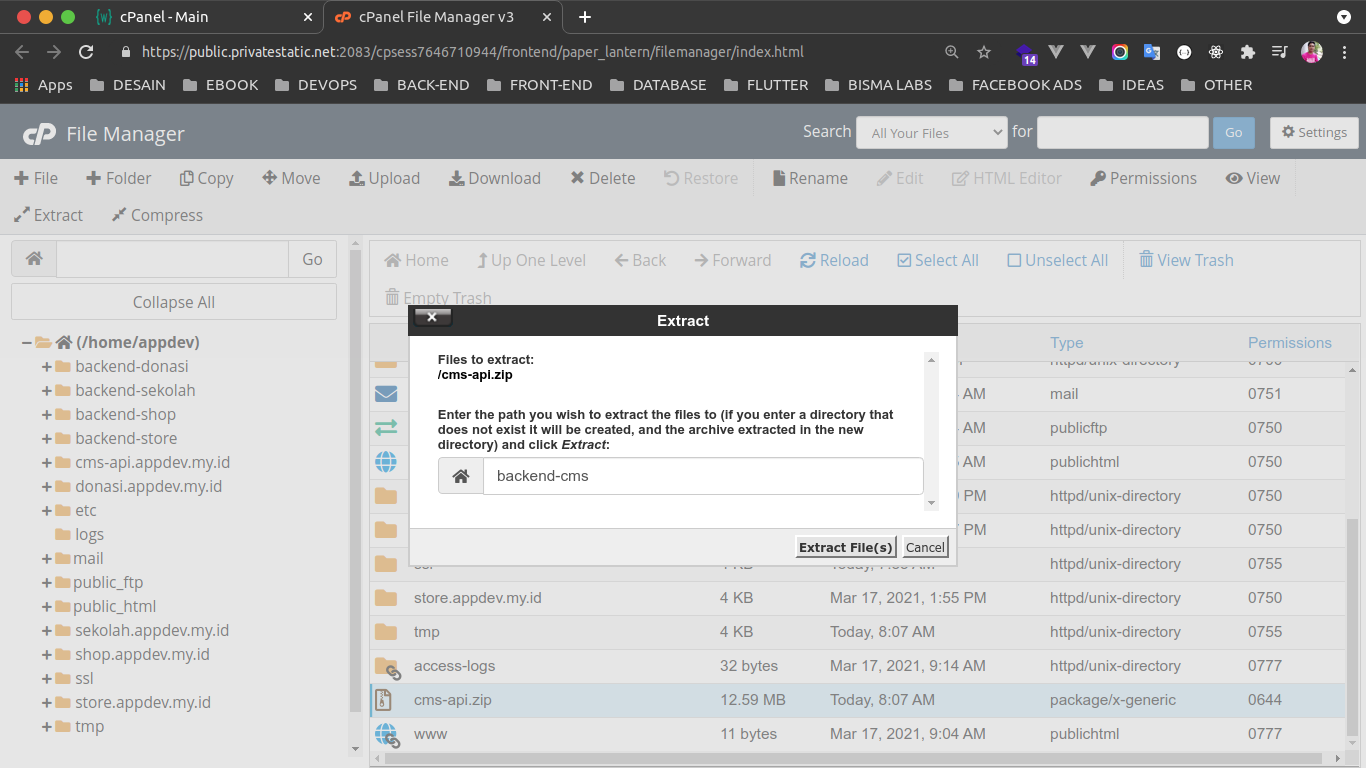 cPanel - Main
cPanel File Manager v3
https://public.privatestatic.net:2083/cpsess7646710944/frontend/paper_lantern/filemanager/index.html
14
Apps DESAIN EBOOK DEVOPS BACK-END FRONT-END DATABASE FLUTTER BISMA LABS FACEBOOK ADS IDEAS OTHER
cP File Manager
Search All Your Files for Go Settings
File Folder Copy Move Upload Download Delete Restore Rename Edit HTML Editor Permissions View
Extract Compress
Go
Collapse All
(/home/appdev)
backend-donasi
backend-sekolah
backend-shop
backend-store
cms-api.appdev.my.id
donasi.appdev.my.id
etc
logs
mail
public_ftp
public_html
sekolah.appdev.my.id
shop.appdev.my.id
ssl
store.appdev.my.id
tmp
Home Up One Level Back Forward Reload Select All Unselect All View Trash
Empty Trash
Type Permissions
httpd/unix-directory 0750
AM mail 0751
AM publicftp 0750
AM publichtml 0750
PM httpd/unix-directory 0750
PM httpd/unix-directory 0750
ssl 4 KB Today, 7:55 AM httpd/unix-directory 0755
store.appdev.my.id 4 KB Mar 17, 2021, 1:55 PM httpd/unix-directory 0750
tmp 4 KB Today, 8:07 AM httpd/unix-directory 0755
access-logs 32 bytes Mar 17, 2021, 9:14 AM httpd/unix-directory 0777
cms-api.zip 12.59 MB Today, 8:07 AM package/x-generic 0644
www 11 bytes Mar 17, 2021, 9:04 AM publichtml 0777
Extract
Files to extract:
/cms-api.zip
Enter the path you wish to extract the files to (if you enter a directory that
does not exist it will be created, and the archive extracted in the new
directory) and click Extract:
backend-cms
Extract File(s) Cancel